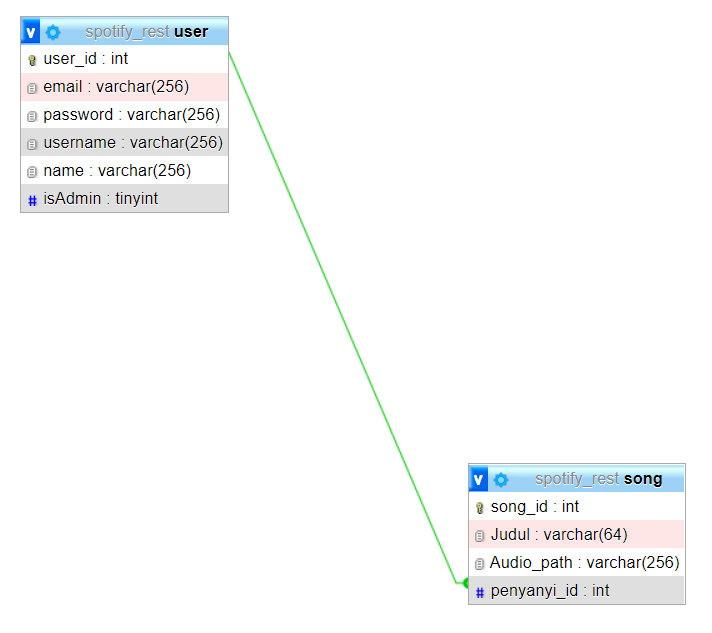 v spotify_rest user
user_id : int
email : varchar(256)
password : varchar(256)
username : varchar(256)
name : varchar(256)
# isAdmin : tinyint
v spotify_rest song
song_id : int
Judul : varchar(64)
Audio_path : varchar(256)
# penyanyi_id : int